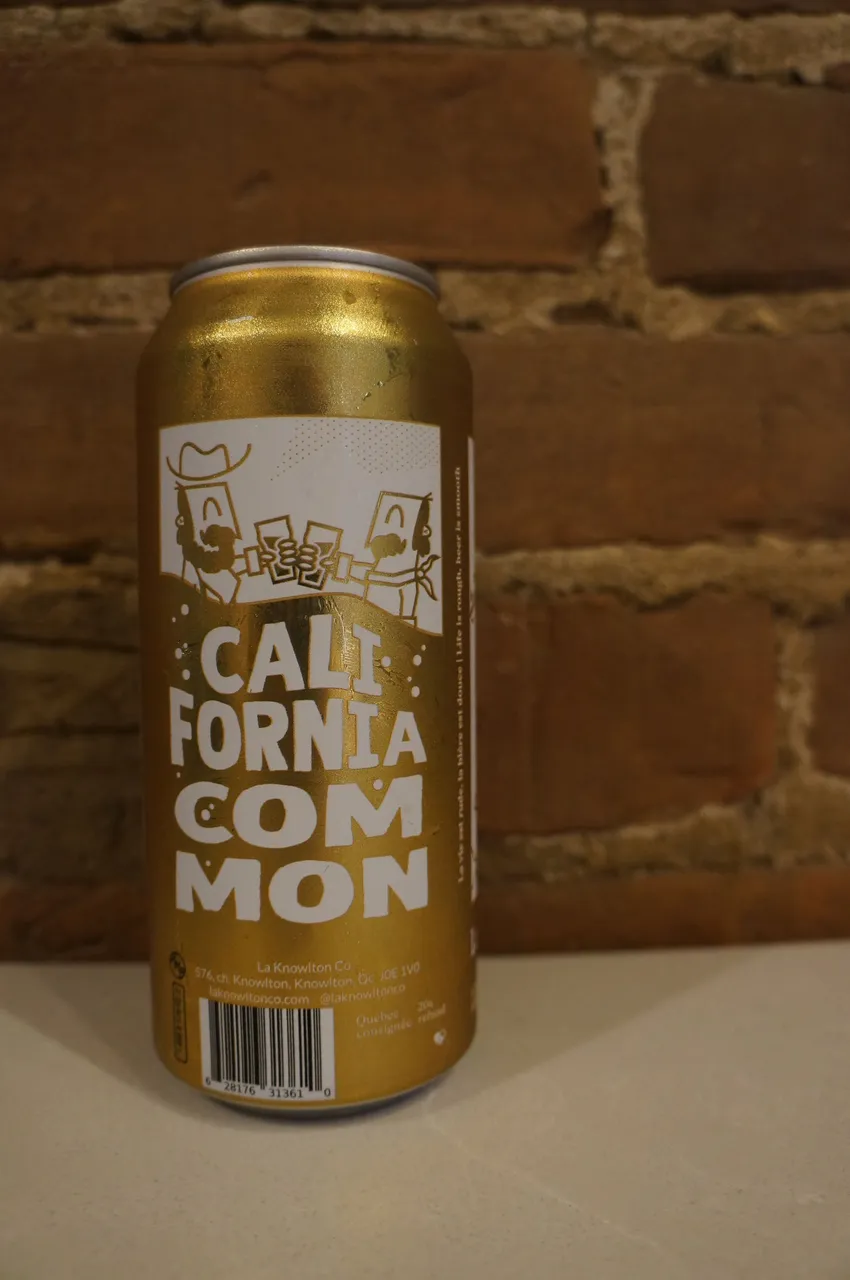 CALI
FORNIA
COM
MON
La vie est rude, la bière est douce | Life is rough, beer is smooth
La Knowlton Co
576, ch. Knowlton, Knowlton, Qc J0E 1V0
laknowltonco.com @laknowltonco
Québec 20¢
consignée refund
6 28176 31361 0